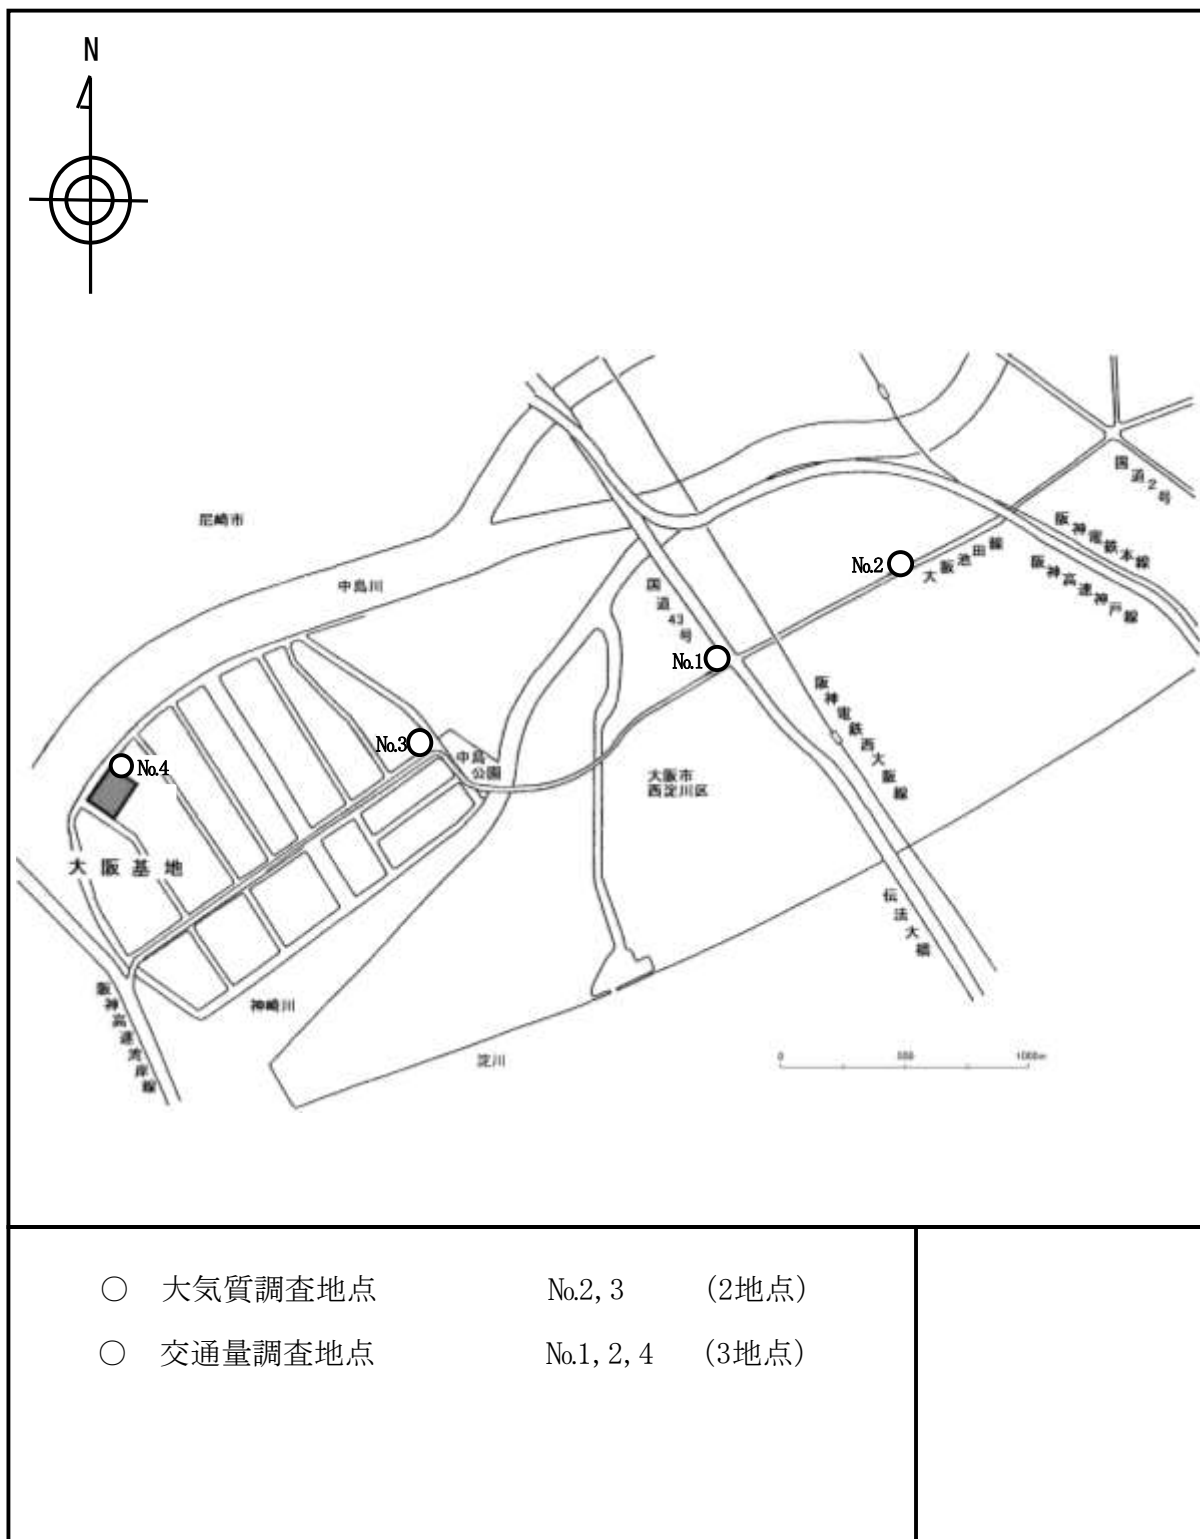 N
尼崎市
中島川
国道2号
阪神電鉄本線
阪神高速神戸線
大阪池田線
No.2
国道43号
No.1
阪神電鉄西大阪線
No.3
中島
公園
No.4
大阪市
西淀川区
大阪基地
伝法大橋
阪神高速湾岸線
神崎川
淀川
0 500 1000m
○ 大気質調査地点 No.2,3 (2地点)
○ 交通量調査地点 No.1,2,4 (3地点)